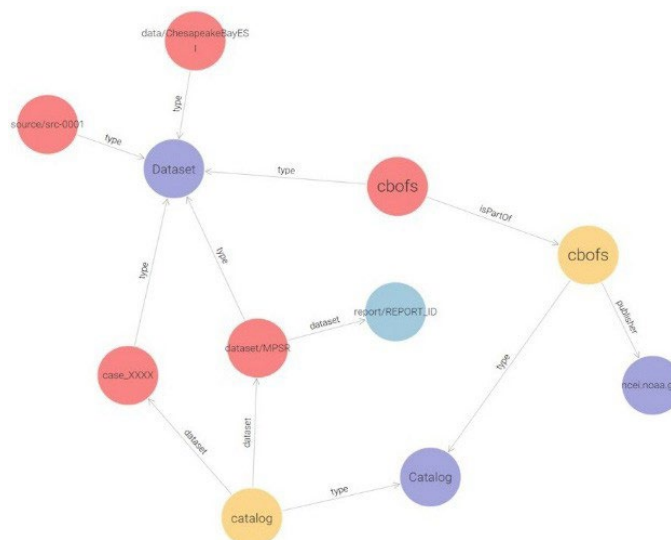 data/ChesapeakeBayES
I
type
source/src-0001
type
Dataset
type
cbofs
isPartOf
cbofs
type
type
publisher
report/REPORT_ID
dataset
dataset/MPSR
type
case_XXXX
ncei.noaa.g
dataset
dataset
Catalog
type
catalog